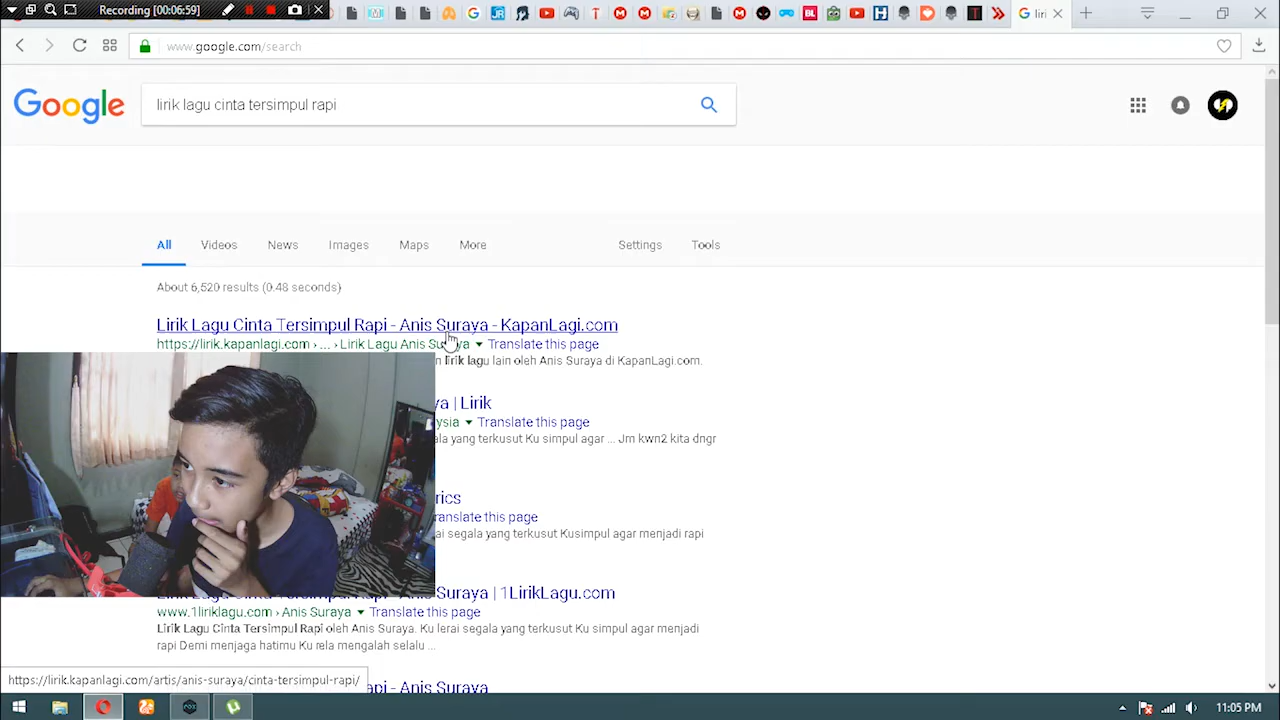 Recording [00:06:59]
liri
www.google.com/search
Google
lirik lagu cinta tersimpul rapi
All Videos News Images Maps More Settings Tools
About 6,520 results (0.48 seconds)
Lirik Lagu Cinta Tersimpul Rapi - Anis Suraya - KapanLagi.com
https://lirik.kapanlagi.com › ... › Lirik Lagu Anis Suraya ▼ Translate this page
lirik lagu lain oleh Anis Suraya di KapanLagi.com.
ya | Lirik
ysia ▼ Translate this page
ala yang terkusut Ku simpul agar ... Jm kwn2 kita dngr
rics
ranslate this page
ai segala yang terkusut Kusimpul agar menjadi rapi
Suraya | 1LirikLagu.com
www.1liriklagu.com › Anis Suraya ▼ Translate this page
Lirik Lagu Cinta Tersimpul Rapi oleh Anis Suraya. Ku lerai segala yang terkusut Ku simpul agar menjadi
rapi Demi menjaga hatimu Ku rela mengalah selalu ...
api - Anis Suraya
https://lirik.kapanlagi.com/artis/anis-suraya/cinta-tersimpul-rapi/
11:05 PM